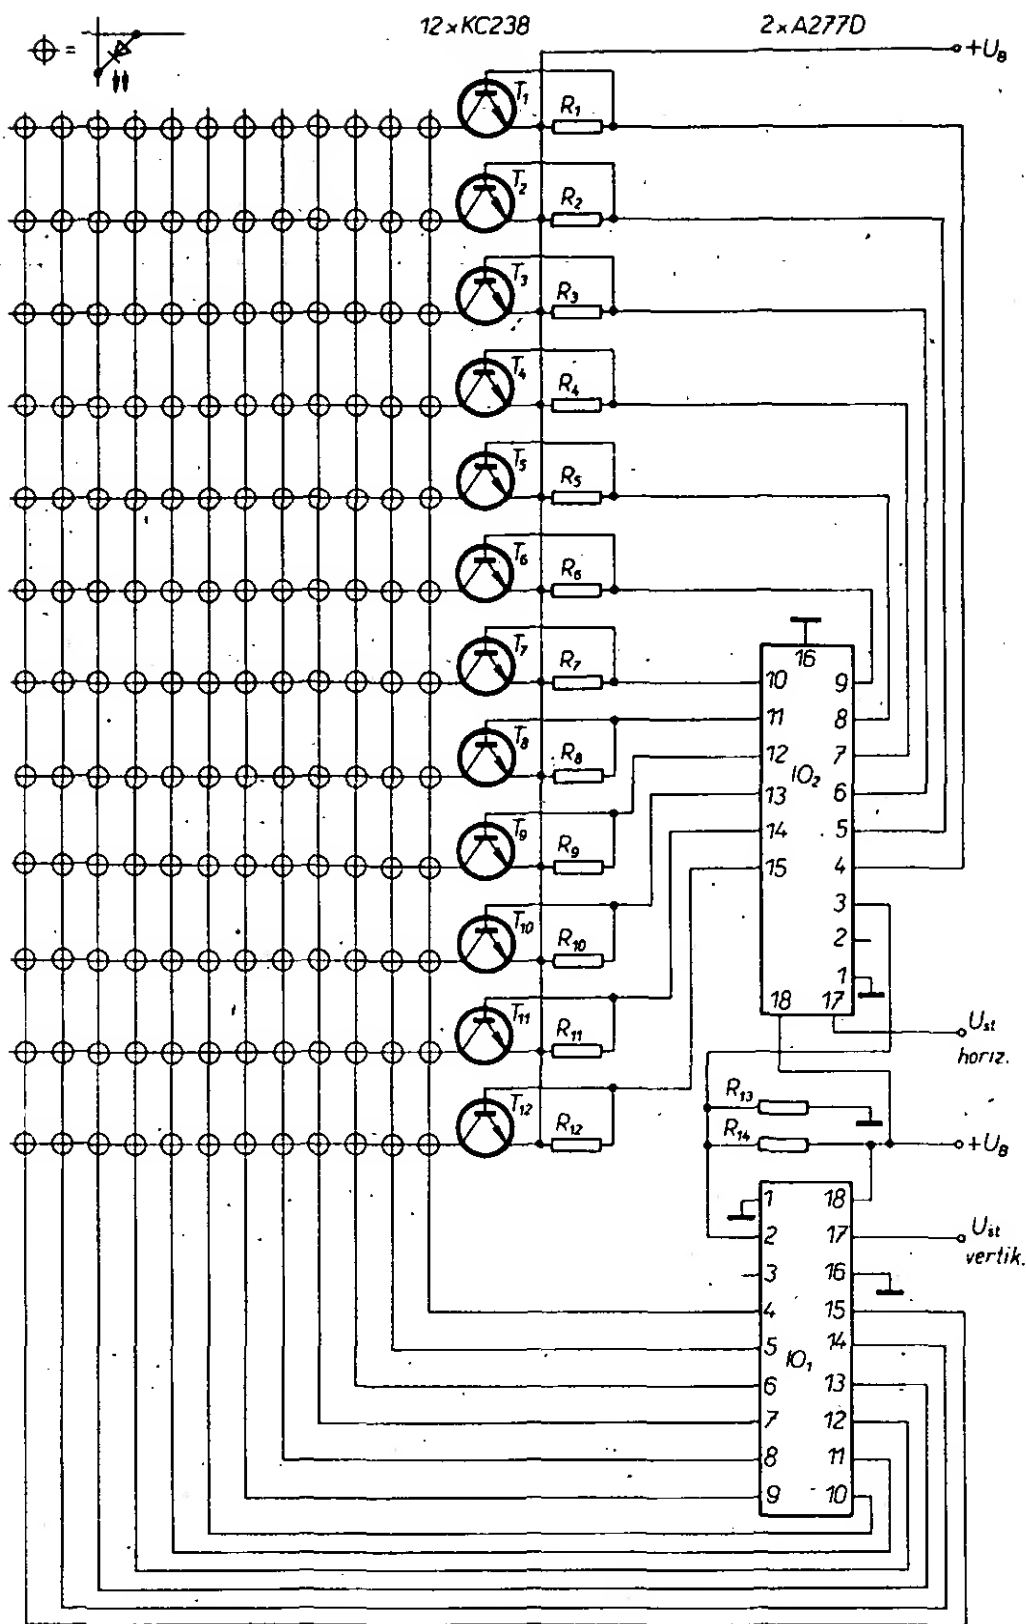 12×KC238 2×A277D
+U_B
⌽ =
T₁ R₁
T₂ R₂
T₃ R₃
T₄ R₄
T₅ R₅
T₆ R₆
16
T₇ R₇ 10 9
11 8
T₈ R₈ 12 7
IO₂
13 6
T₉ R₉ 14 5
15 4
3
T₁₀ R₁₀ 2
1
18 17
T₁₁ R₁₁ U_st
horiz.
R₁₃
T₁₂ R₁₂ R₁₄ +U_B
1 18
2 17 U_st
vertik.
3 16
4 15
5 14
IO₁
6 13
7 12
8 11
9 10